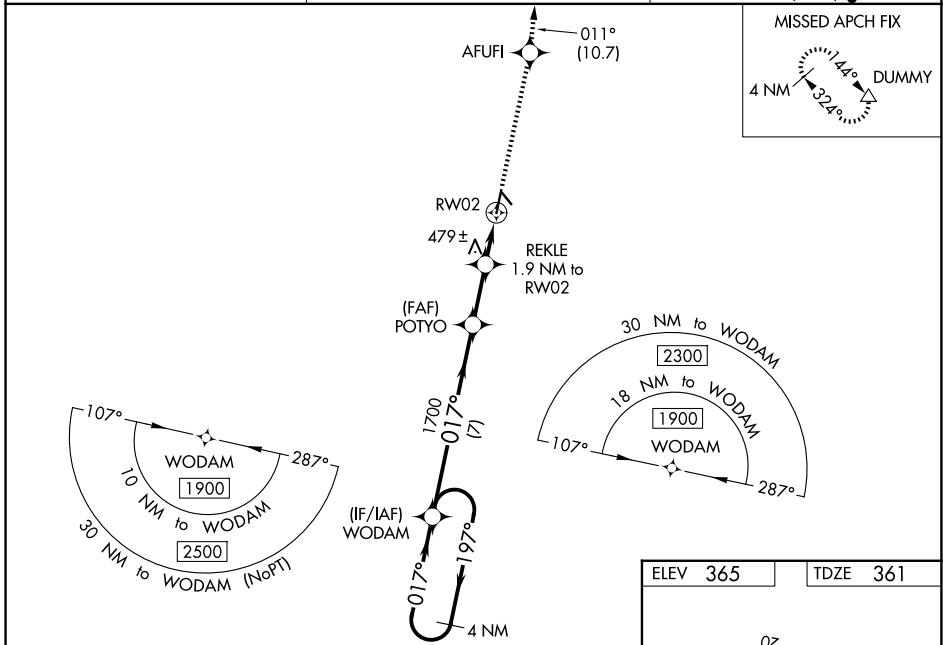 MISSED APCH FIX
4 NM
144°
324°
DUMMY
011°
(10.7)
AFUFI
RW02
479±
REKLE
1.9 NM to
RW02
(FAF)
POTYO
1700
017°
(7)
30 NM to WODAM
2300
18 NM to WODAM
1900
WODAM
107°
287°
107°
287°
WODAM
1900
10 NM to WODAM
2500
30 NM to WODAM (NoPT)
(IF/IAF)
WODAM
017°
197°
4 NM
ELEV 365
TDZE 361